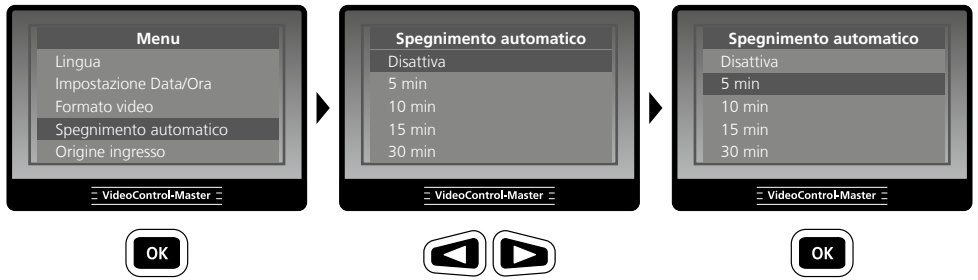 Menu
Lingua
Impostazione Data/Ora
Formato video
Spegnimento automatico
Origine ingresso
VideoControl-Master
OK
Spegnimento automatico
Disattiva
5 min
10 min
15 min
30 min
VideoControl-Master
Spegnimento automatico
Disattiva
5 min
10 min
15 min
30 min
VideoControl-Master
OK